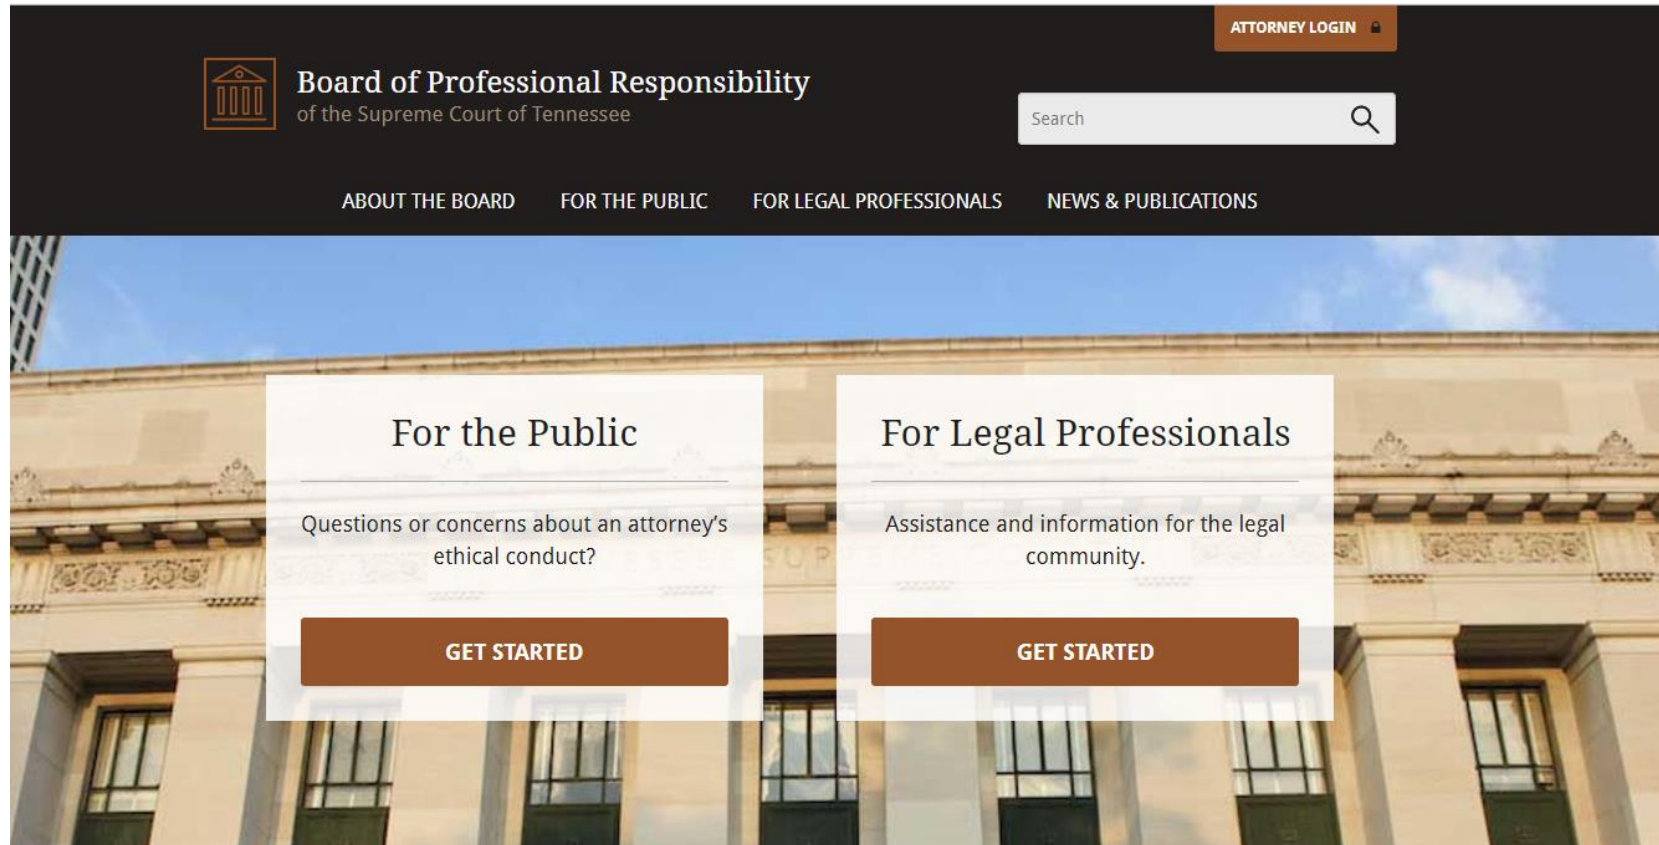 ATTORNEY LOGIN
Board of Professional Responsibility
of the Supreme Court of Tennessee
Search
ABOUT THE BOARD FOR THE PUBLIC FOR LEGAL PROFESSIONALS NEWS & PUBLICATIONS
For the Public
Questions or concerns about an attorney’s
ethical conduct?
GET STARTED
For Legal Professionals
Assistance and information for the legal
community.
GET STARTED